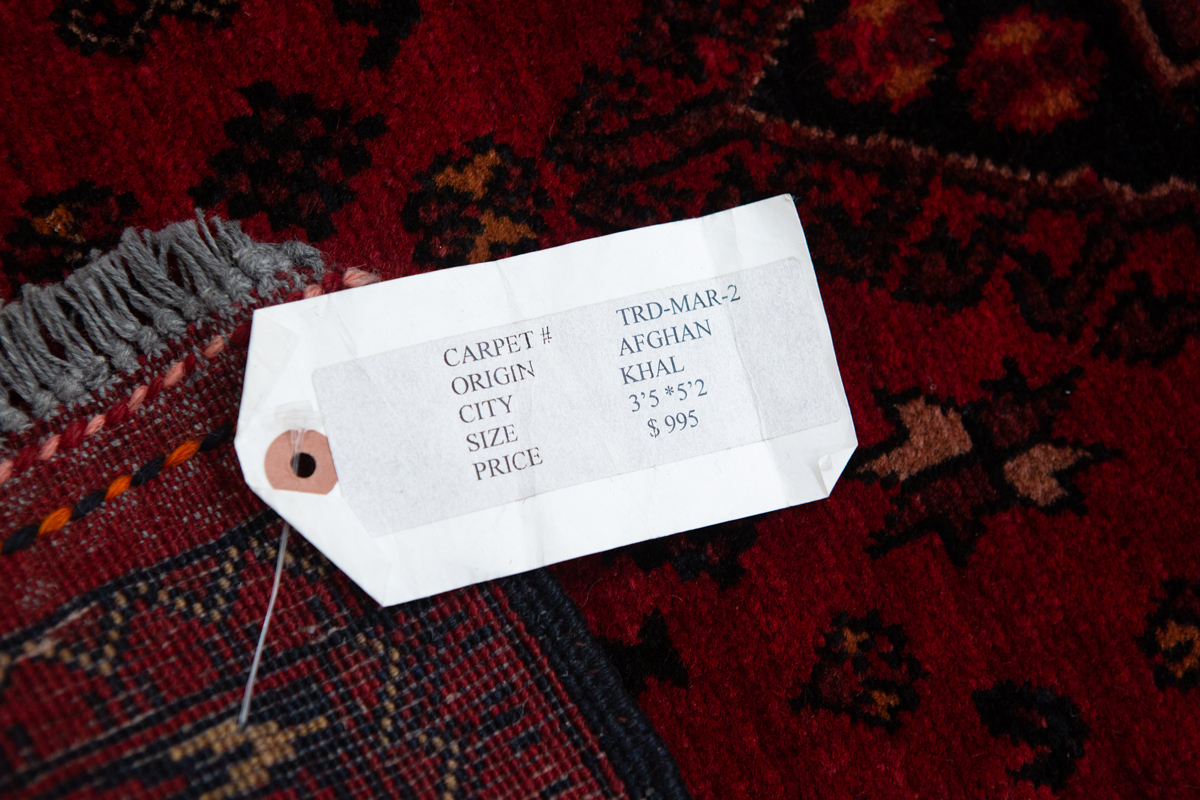 CARPET # TRD-MAR-2
ORIGIN AFGHAN
CITY KHAL
SIZE 3'5 *5'2
PRICE $ 995